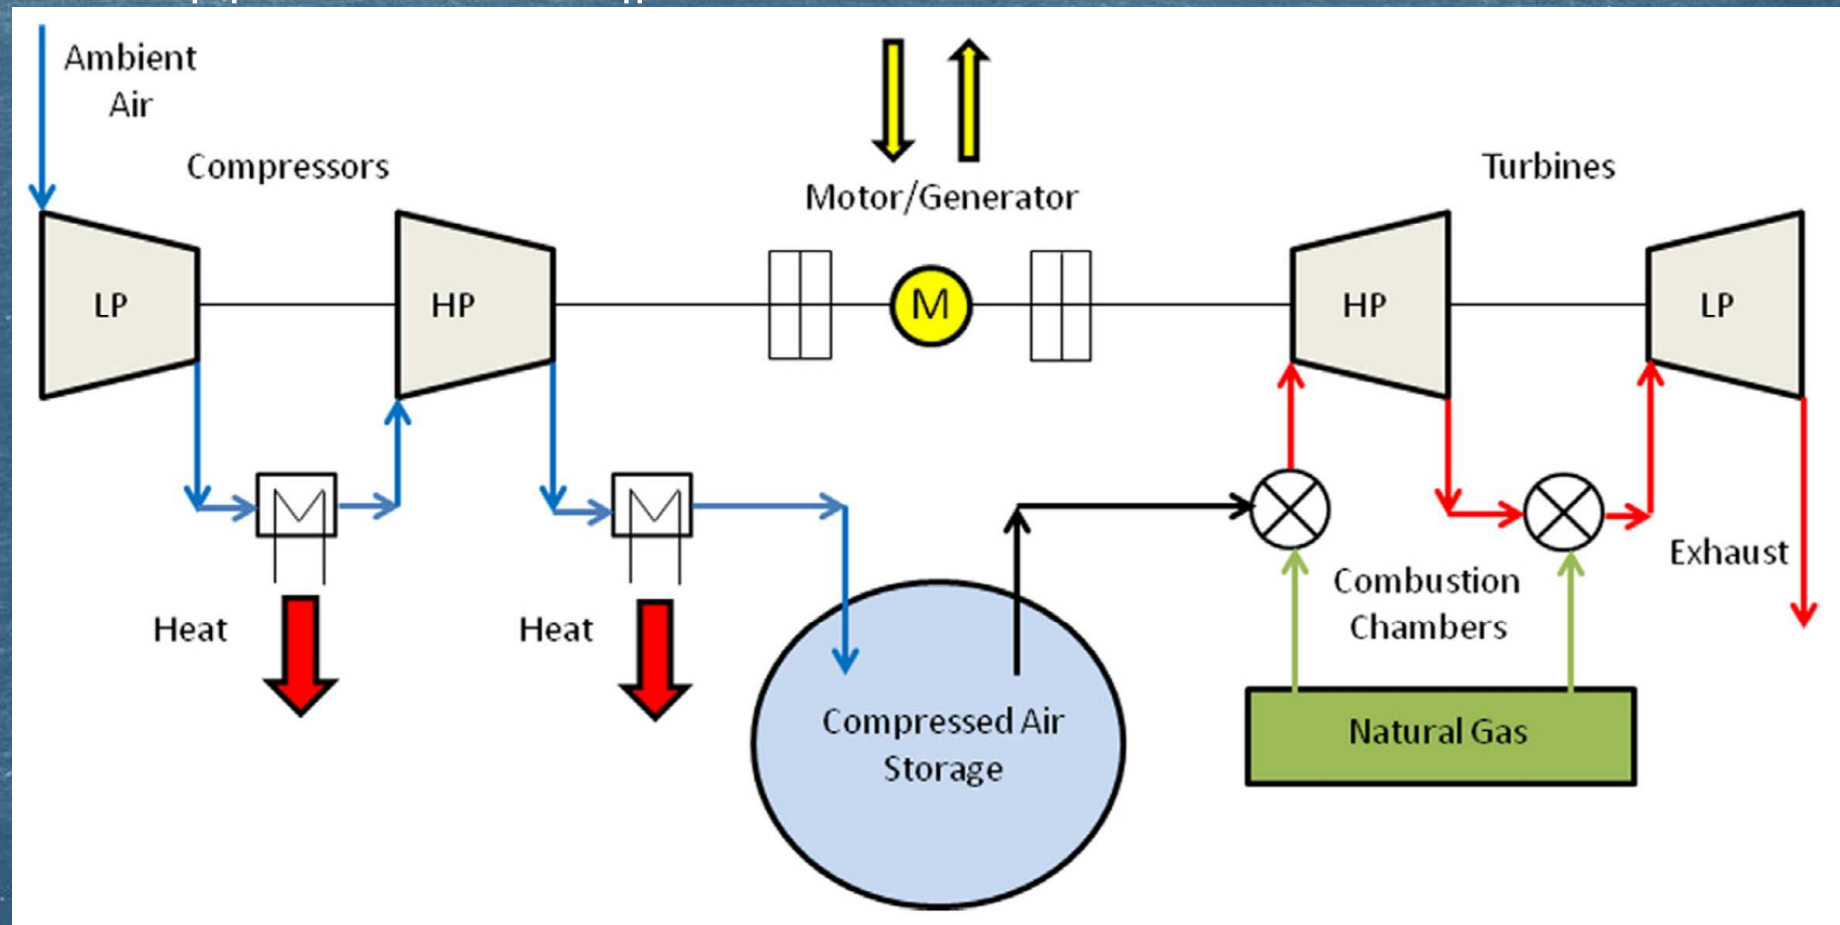 Ambient
Air
Compressors
Motor/Generator
Turbines
LP
HP
M
HP
LP
Exhaust
Combustion
Chambers
Heat
Heat
Compressed Air
Storage
Natural Gas